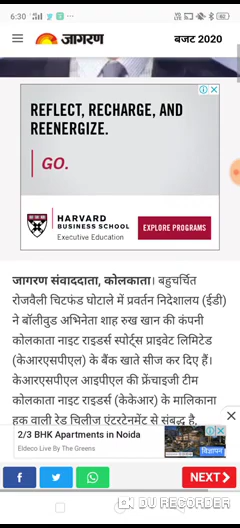 6:30
जागरण
बजट 2020
REFLECT, RECHARGE, AND
REENERGIZE.
GO.
HARVARD
BUSINESS SCHOOL
Executive Education
EXPLORE PROGRAMS
जागरण संवाददाता, कोलकाता। बहुचर्चित
रोजवैली चिटफंड घोटाले में प्रवर्तन निदेशालय (ईडी)
ने बॉलीवुड अभिनेता शाह रुख खान की कंपनी
कोलकाता नाइट राइडर्स स्पोर्ट्स प्राइवेट लिमिटेड
(केआरएसपीएल) के बैंक खाते सीज कर दिए हैं।
केआरएसपीएल आइपीएल की फ्रेंचाइजी टीम
कोलकाता नाइट राइडर्स (केकेआर) के मालिकाना
हक वाली रेड चिलीज एंटरटेनमेंट से संबद्ध है,
2/3 BHK Apartments in Noida
Eldeco Live By The Greens
विज्ञापन
NEXT
DU RECORDER